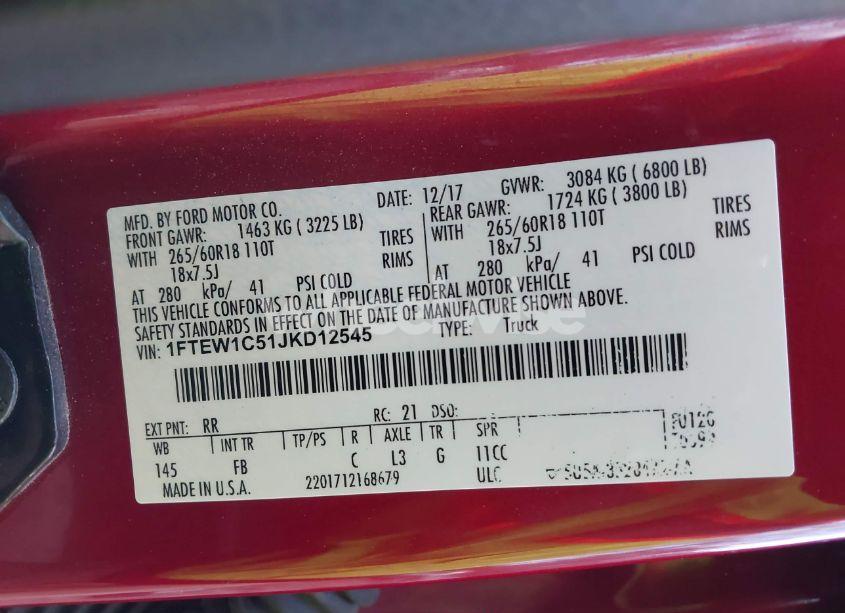 MFD. BY FORD MOTOR CO. DATE: 12/17 GVWR: 3084 KG ( 6800 LB)
FRONT GAWR: 1463 KG ( 3225 LB) REAR GAWR: 1724 KG ( 3800 LB)
WITH 265/60R18 110T TIRES WITH 265/60R18 110T TIRES
18x7.5J RIMS 18x7.5J RIMS
AT 280 kPa/ 41 PSI COLD AT 280 kPa/ 41 PSI COLD
THIS VEHICLE CONFORMS TO ALL APPLICABLE FEDERAL MOTOR VEHICLE
SAFETY STANDARDS IN EFFECT ON THE DATE OF MANUFACTURE SHOWN ABOVE.
VIN: 1FTEW1C51JKD12545 TYPE: Truck
EXT PNT: RR RC: 21 DSO:
WB INT TR TP/PS R AXLE TR SPR
145 FB C L3 G 11CC
MADE IN U.S.A. 2201712168679 ULC